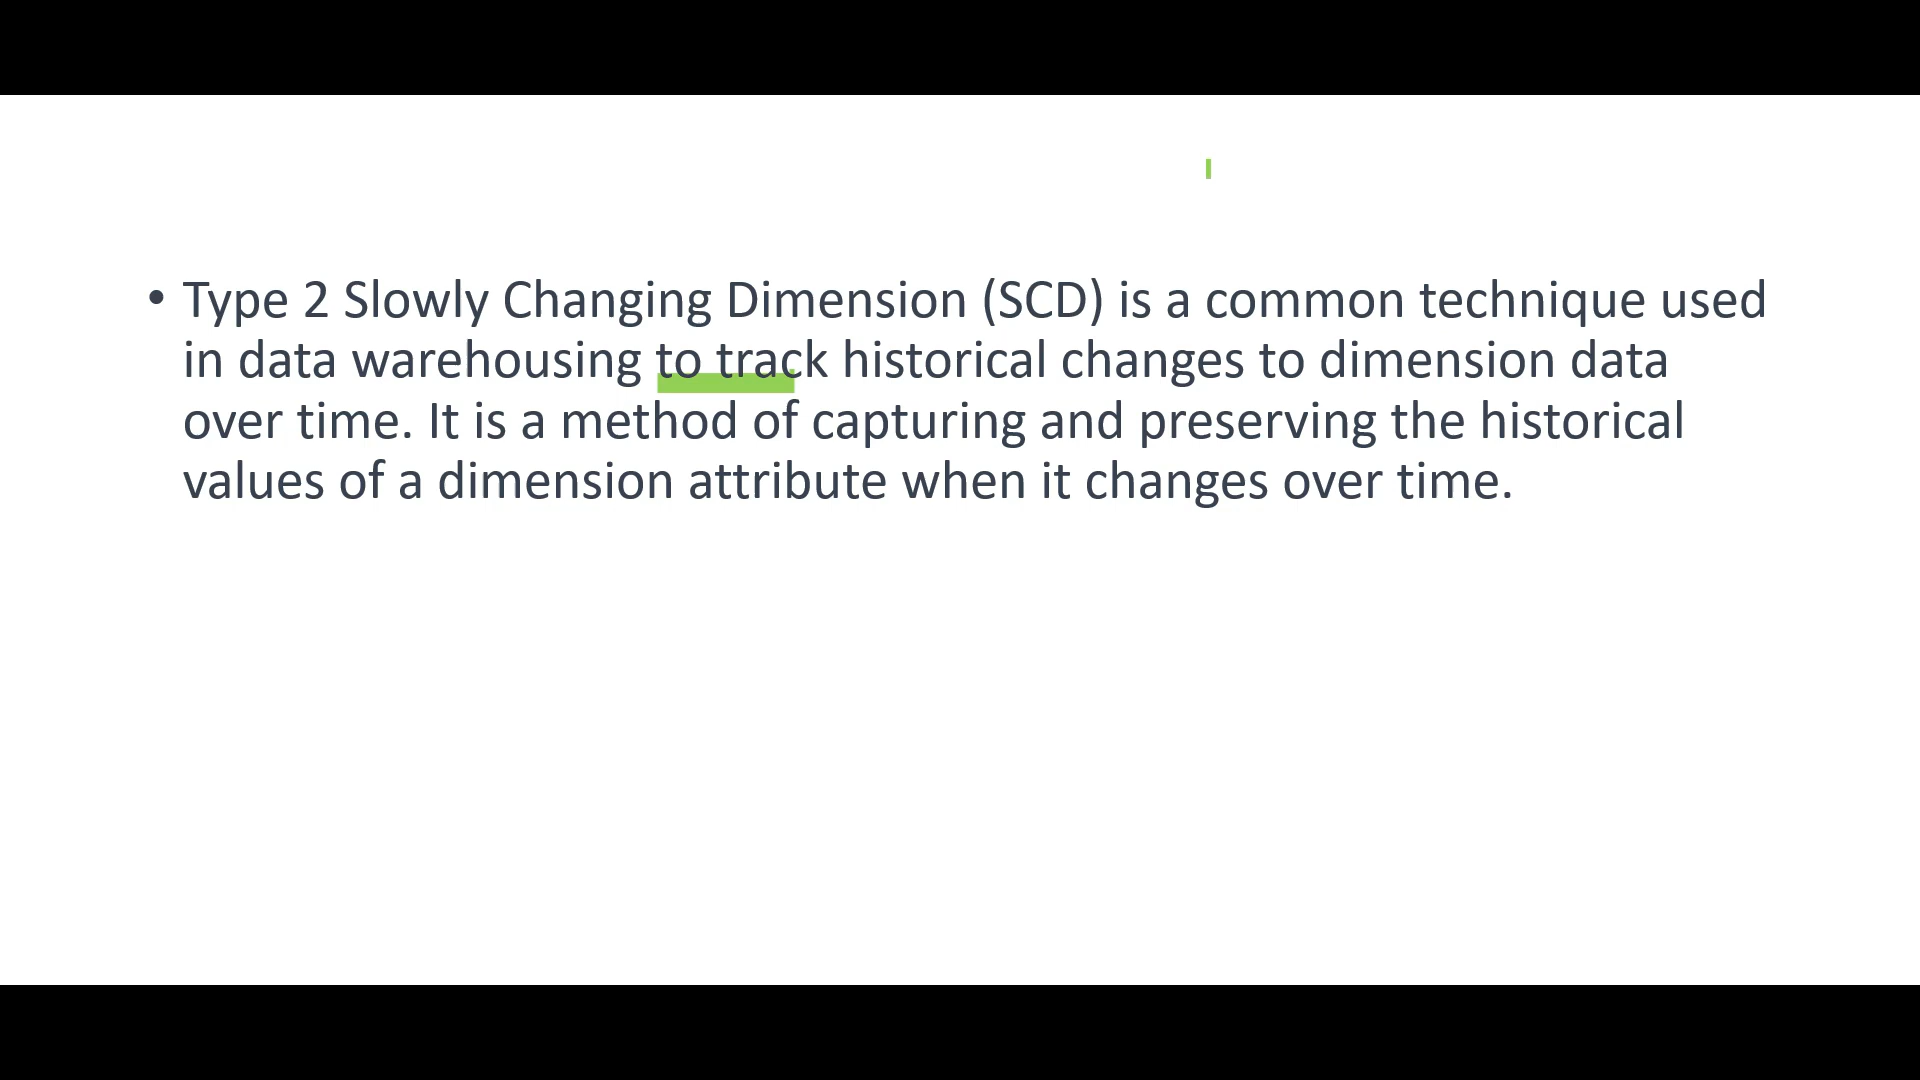 • Type 2 Slowly Changing Dimension (SCD) is a common technique used
in data warehousing to track historical changes to dimension data
over time. It is a method of capturing and preserving the historical
values of a dimension attribute when it changes over time.